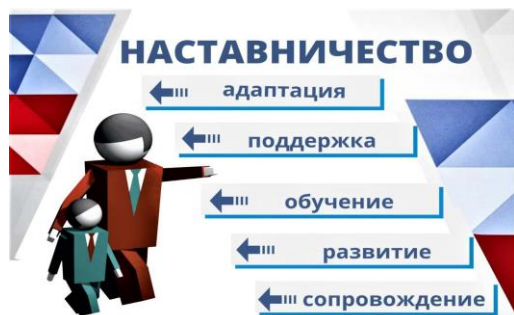 НАСТАВНИЧЕСТВО
адаптация
поддержка
обучение
развитие
сопровождение